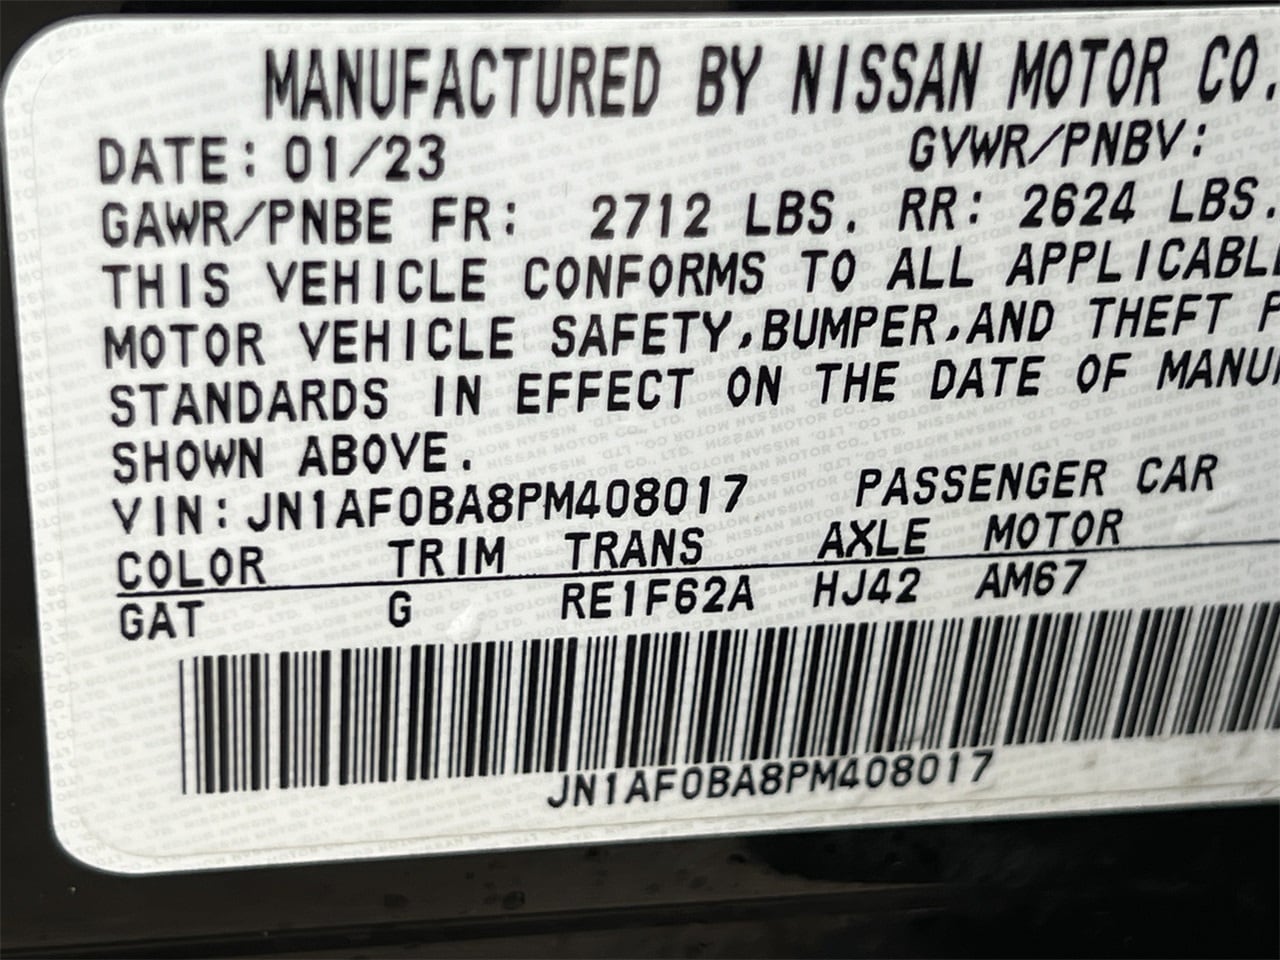 MANUFACTURED BY NISSAN MOTOR CO.
DATE: 01/23 GVWR/PNBV:
GAWR/PNBE FR: 2712 LBS. RR: 2624 LBS.
THIS VEHICLE CONFORMS TO ALL APPLICABL
MOTOR VEHICLE SAFETY,BUMPER,AND THEFT
STANDARDS IN EFFECT ON THE DATE OF MANU
SHOWN ABOVE.
VIN:JN1AF0BA8PM408017 PASSENGER CAR
COLOR TRIM TRANS AXLE MOTOR
GAT G RE1F62A HJ42 AM67
JN1AF0BA8PM408017